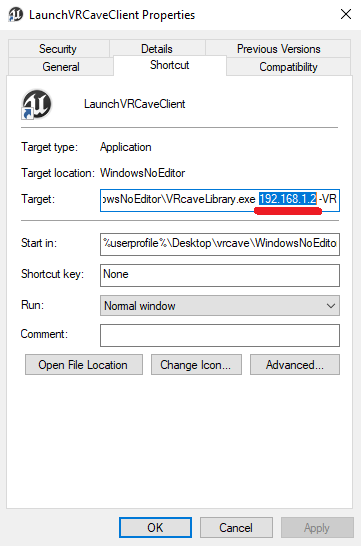 LaunchVRCaveClient Properties
Security Details Previous Versions
General Shortcut Compatibility
LaunchVRCaveClient
Target type: Application
Target location: WindowsNoEditor
Target: owsNoEditor\VRcaveLibrary.exe 192.168.1.2 -VR
Start in: %userprofile%\Desktop\vrcave\WindowsNoEditor
Shortcut key: None
Run: Normal window
Comment:
Open File Location Change Icon... Advanced...
OK Cancel Apply